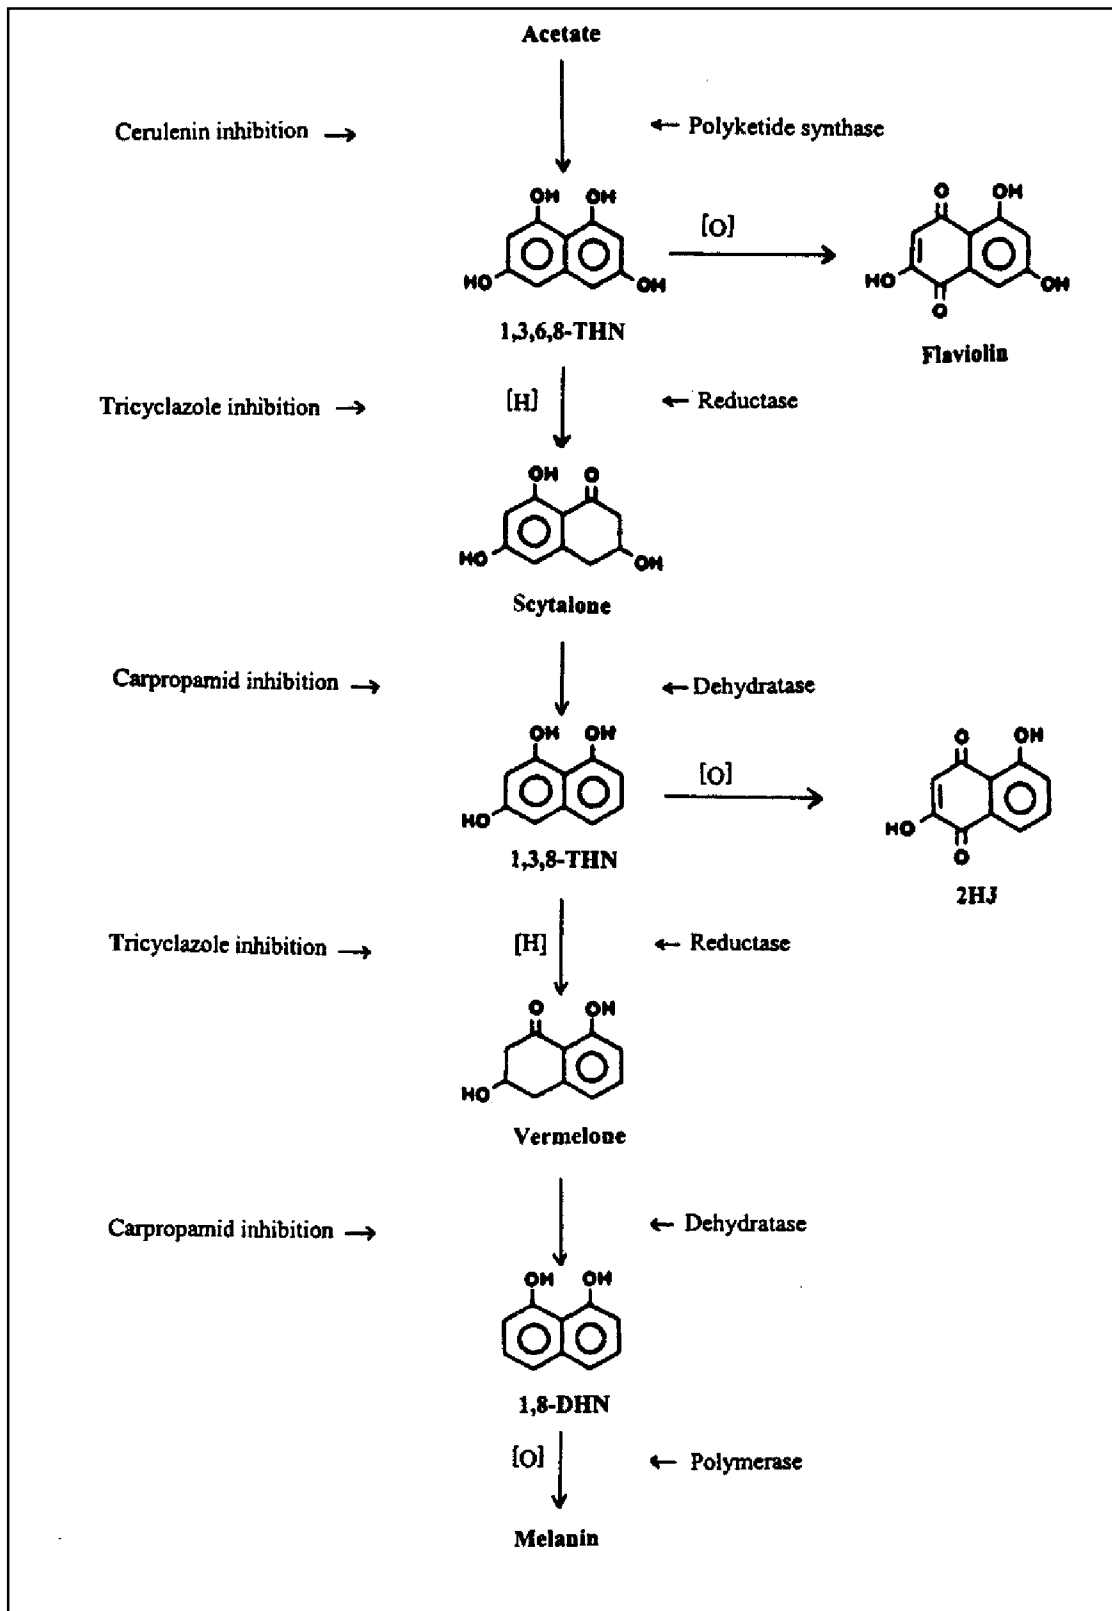 Acetate
Cerulenin inhibition →
← Polyketide synthase
OH OH
HO OH
1,3,6,8-THN
[O]
O OH
HO O OH
Flaviolin
Tricyclazole inhibition →
[H]
← Reductase
OH O
HO OH
Scytalone
Carpropamid inhibition →
← Dehydratase
OH OH
HO
1,3,8-THN
[O]
O OH
HO O
2HJ
Tricyclazole inhibition →
[H]
← Reductase
O OH
HO
Vermelone
Carpropamid inhibition →
← Dehydratase
OH OH
1,8-DHN
[O]
← Polymerase
Melanin